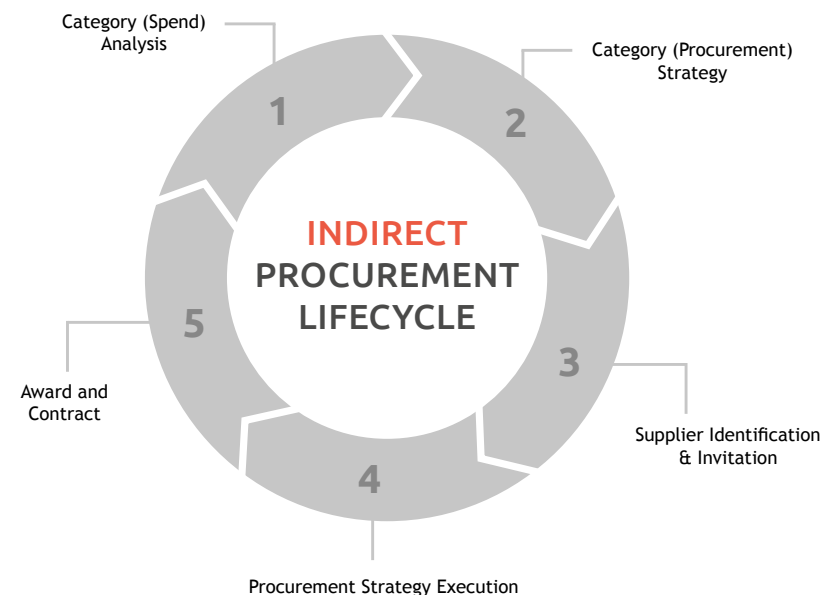 Category (Spend)
Analysis
1
Category (Procurement)
Strategy
2
INDIRECT
PROCUREMENT
LIFECYCLE
3
Supplier Identification
& Invitation
4
Procurement Strategy Execution
5
Award and
Contract